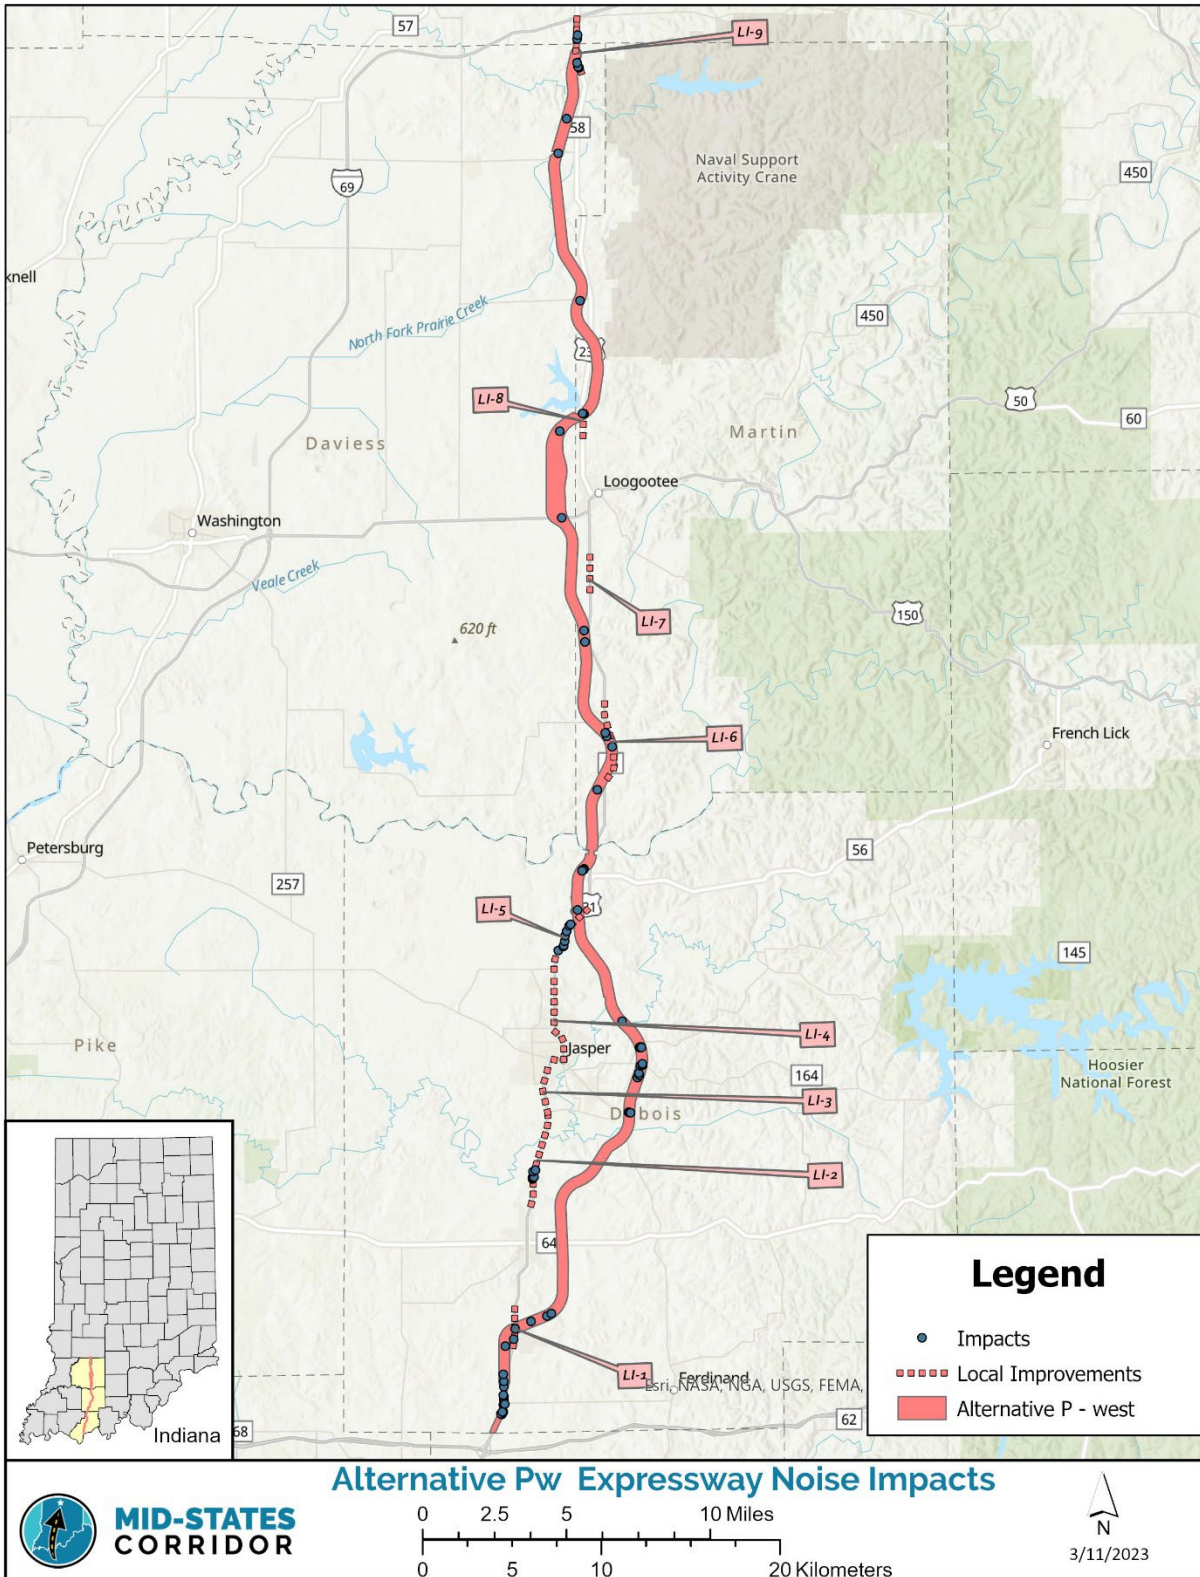 57
LI-9
58
Naval Support
Activity Crane
450
69
knell
North Fork Prairie Creek
450
23
50
LI-8
60
Daviess
Martin
Loogootee
Washington
Veale Creek
150
LI-7
620 ft
French Lick
LI-6
56
Petersburg
257
LI-5
31
145
LI-4
Pike
Jasper
Hoosier
National Forest
164
LI-3
Dubois
LI-2
64
Legend
Impacts
LI-1
Ferdinand
Local Improvements
Esri, NASA, NGA, USGS, FEMA,
Alternative P - west
62
Indiana
68
Alternative Pw Expressway Noise Impacts
MID-STATES
CORRIDOR
0 2.5 5 10 Miles
0 5 10 20 Kilometers
N
3/11/2023